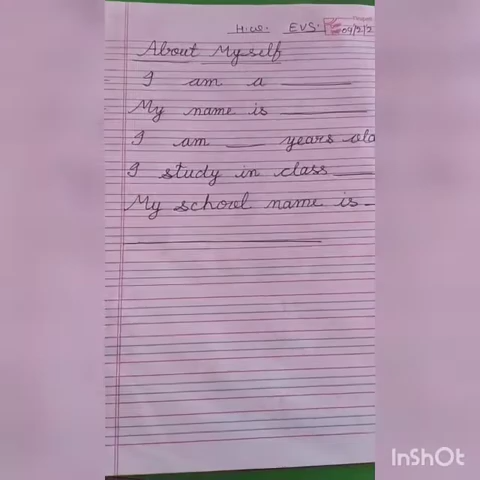 H.W. EVS.
About Myself
I am a
My name is
I am years old
I study in class
My school name is
InShOt